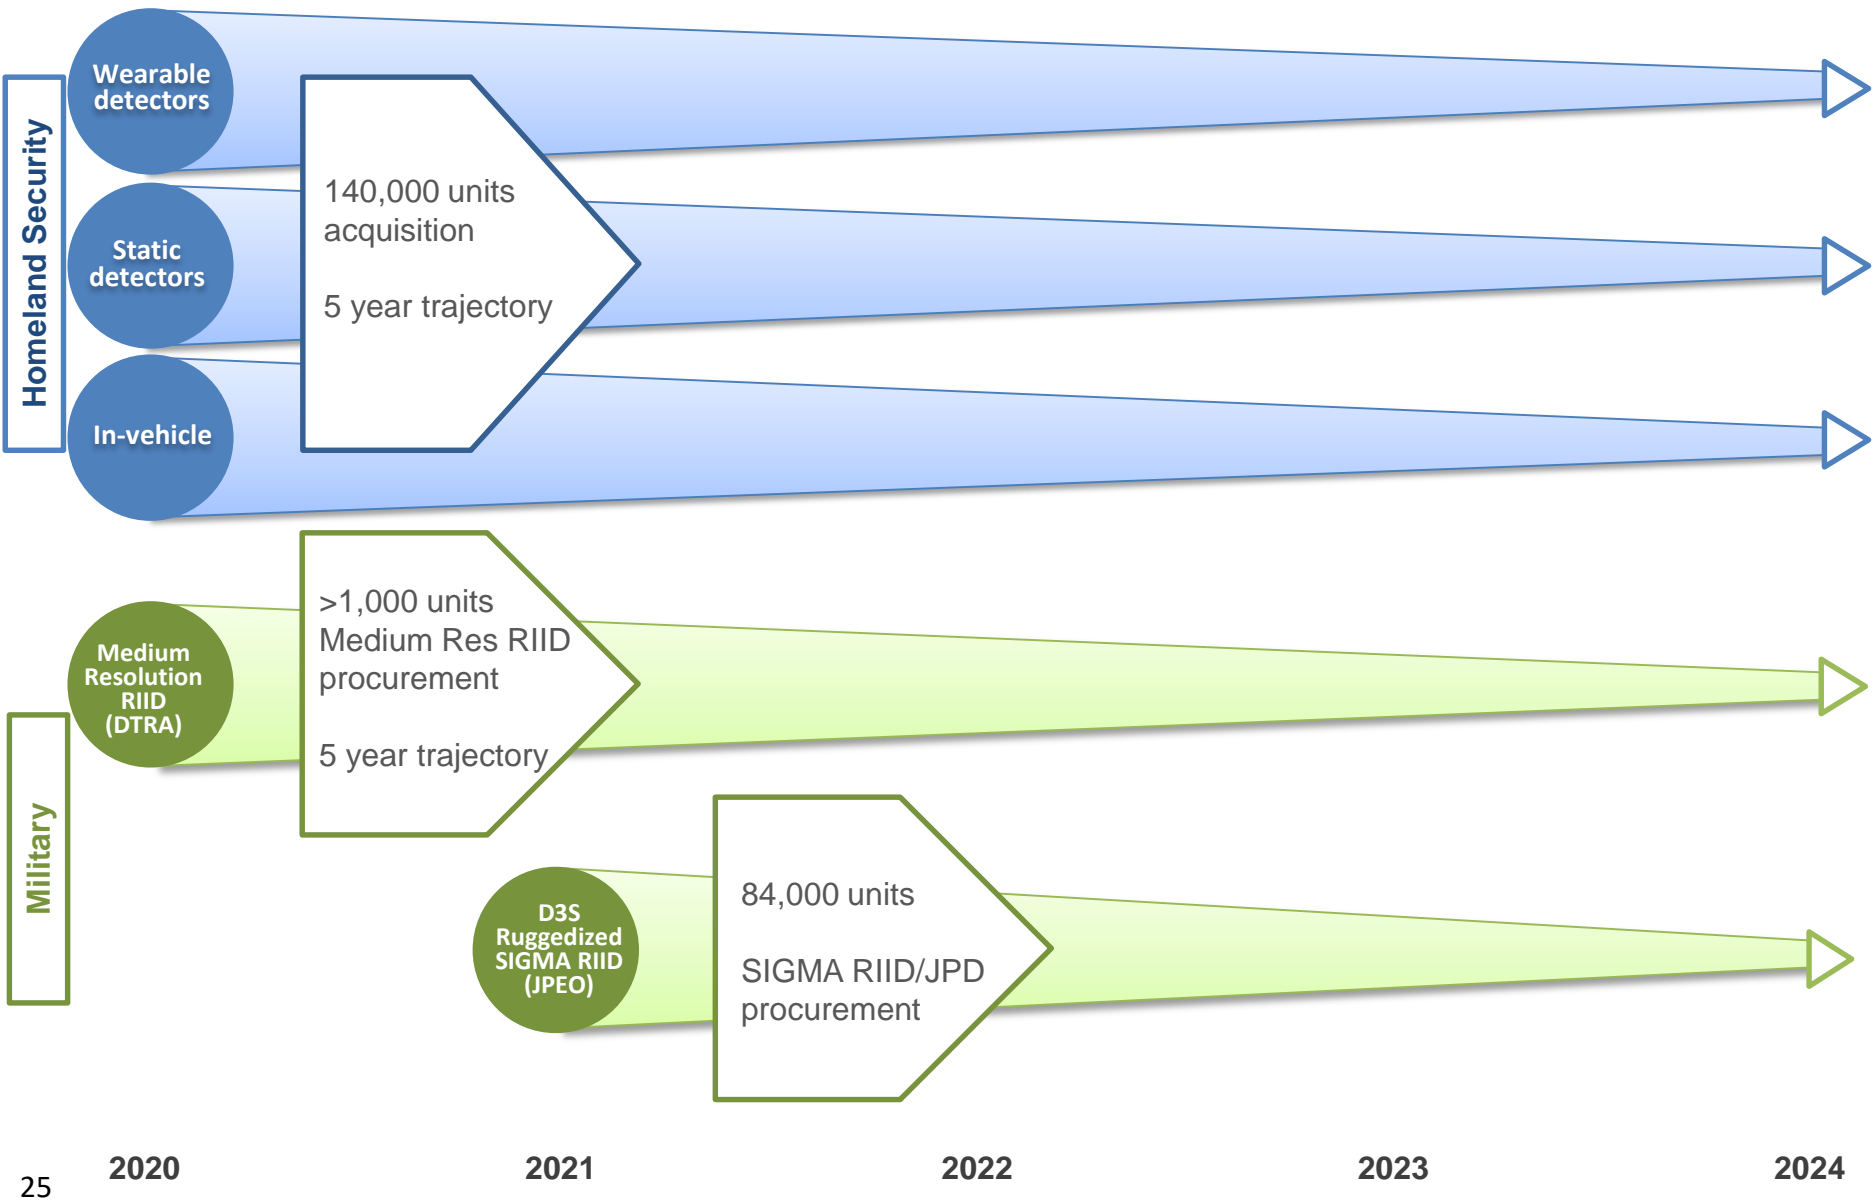 Homeland Security
Wearable
detectors
Static
detectors
In-vehicle
140,000 units
acquisition
5 year trajectory
Military
Medium
Resolution
RIID
(DTRA)
>1,000 units
Medium Res RIID
procurement
5 year trajectory
D3S
Ruggedized
SIGMA RIID
(JPEO)
84,000 units
SIGMA RIID/JPD
procurement
2020 2021 2022 2023 2024
25